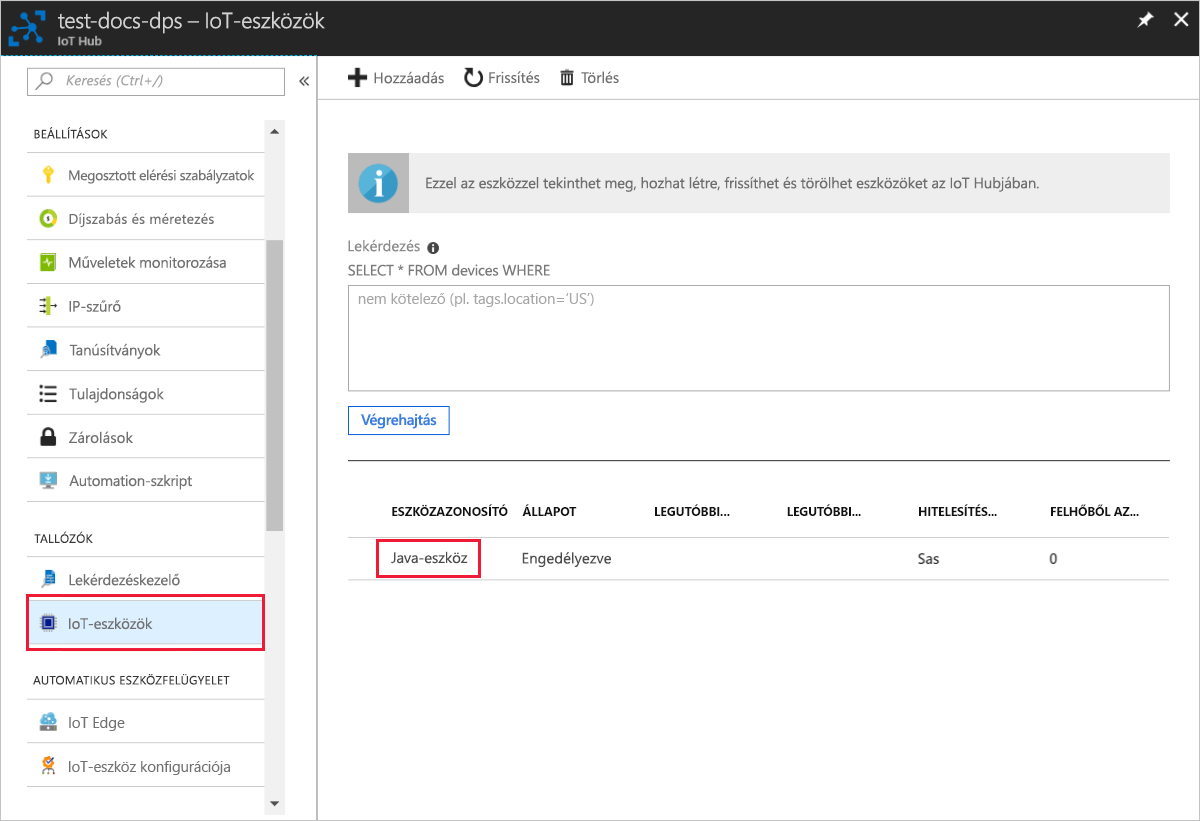 test-docs-dps – IoT-eszközök
IoT Hub
Keresés (Ctrl+/)
«
BEÁLLÍTÁSOK
Megosztott elérési szabályzatok
Díjszabás és méretezés
Műveletek monitorozása
IP-szűrő
Tanúsítványok
Tulajdonságok
Zárolások
Automation-szkript
TALLÓZÓK
Lekérdezéskezelő
IoT-eszközök
AUTOMATIKUS ESZKÖZFELÜGYELET
IoT Edge
IoT-eszköz konfigurációja
Hozzáadás Frissítés Törlés
Ezzel az eszközzel tekinthet meg, hozhat létre, frissíthet és törölhet eszközöket az IoT Hubjában.
Lekérdezés
SELECT * FROM devices WHERE
nem kötelező (pl. tags.location='US')
Végrehajtás
ESZKÖZAZONOSÍTÓ ÁLLAPOT LEGUTÓBBI... LEGUTÓBBI... HITELESÍTÉS... FELHŐBŐL AZ...
Java-eszköz Engedélyezve Sas 0